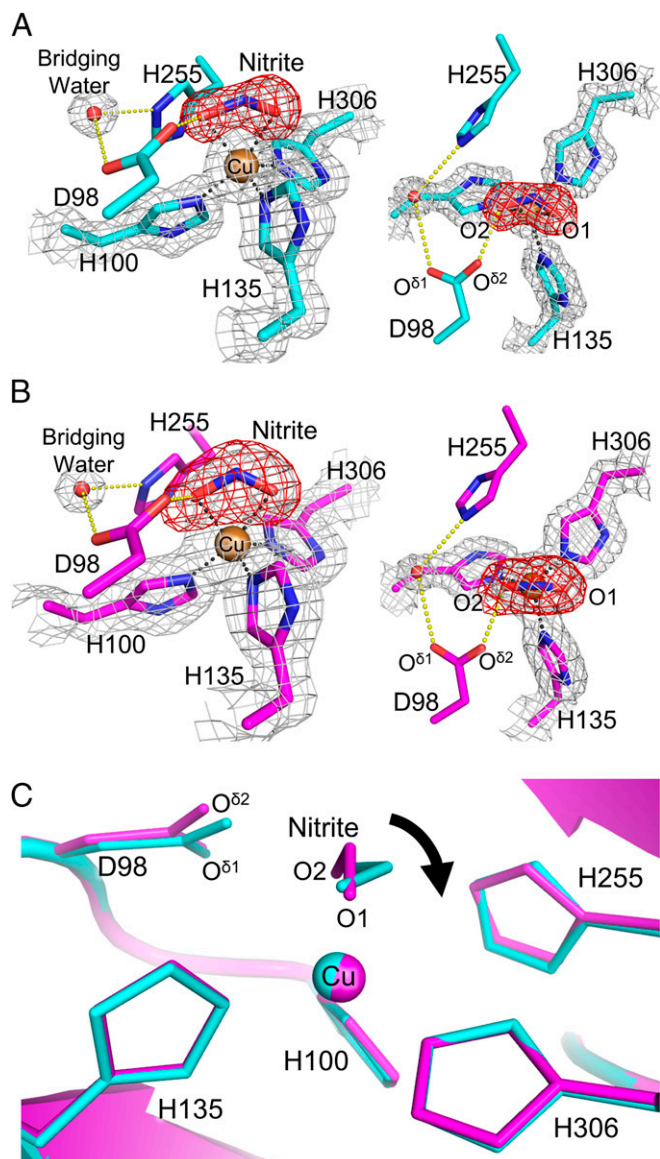 A
Bridging
Water
H255
Nitrite
H306
Cu
D98
H100
H135
H255
H306
O2
O1
Oδ1
Oδ2
D98
H135
B
Bridging
Water
H255
Nitrite
H306
Cu
D98
H100
H135
H255
H306
O2
O1
Oδ1
Oδ2
D98
H135
C
Oδ2
D98
Oδ1
Nitrite
O2
O1
H255
Cu
H100
H135
H306